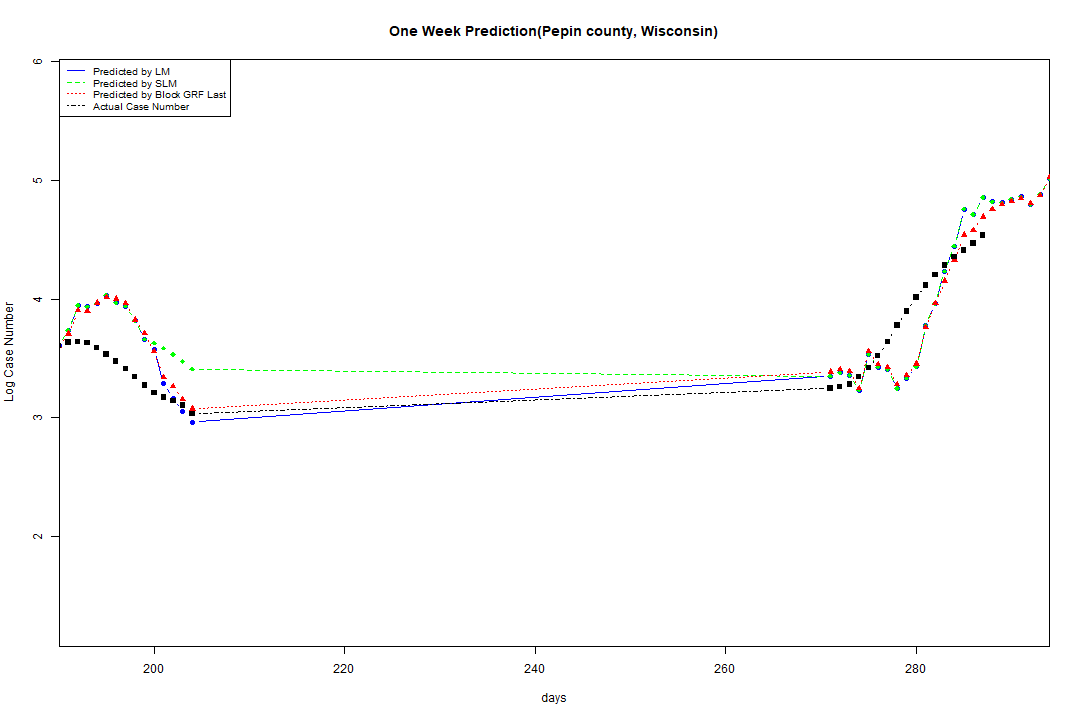 One Week Prediction(Pepin county, Wisconsin)
Predicted by LM
Predicted by SLM
Predicted by Block GRF Last
Actual Case Number
Log Case Number
6
5
4
3
2
200 220 240 260 280
days